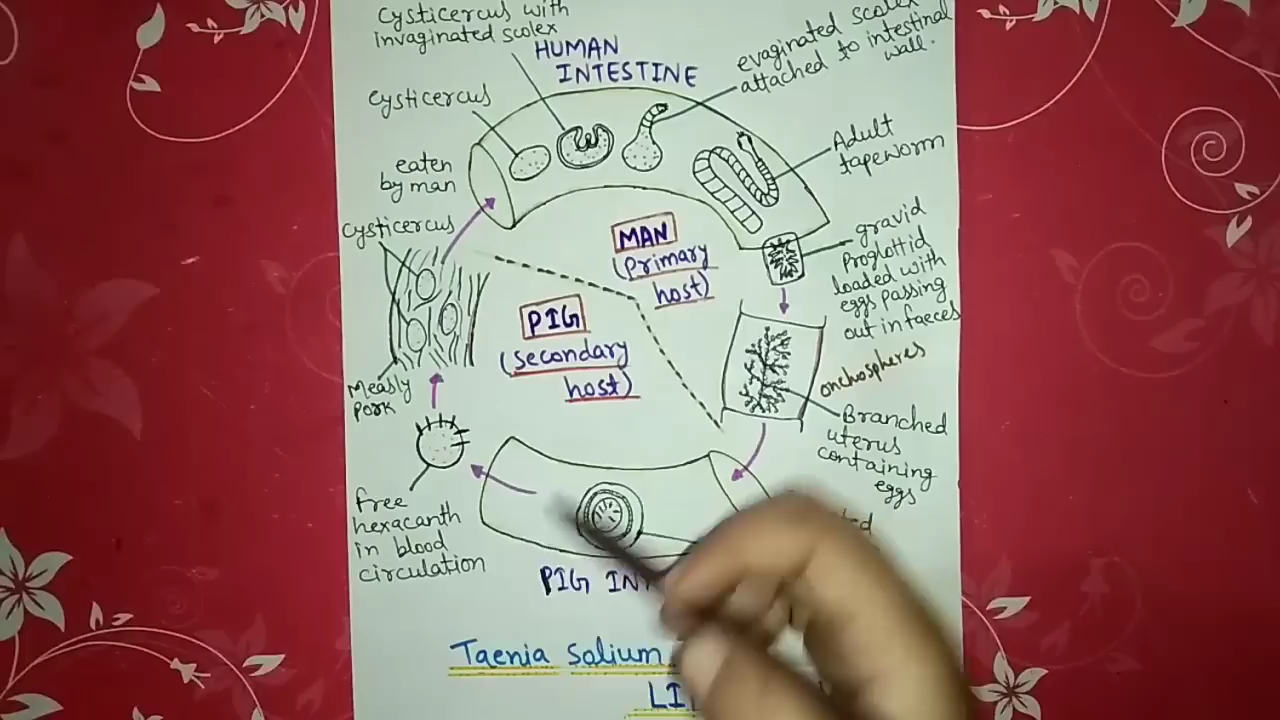 cysticercus with
invaginated scolex
HUMAN
INTESTINE
evaginated scolex
attached to intestinal
wall.
cysticercus
Adult
tapeworm
eaten
by man
cysticercus
MAN
(primary
host)
gravid
Proglottid
loaded with
eggs passing
out in faeces
PIG
(secondary
host)
onchospheres
Measly
pork
Branched
uterus
containing
eggs
free
hexacanth
in blood
circulation
PIG
Taenia Solium